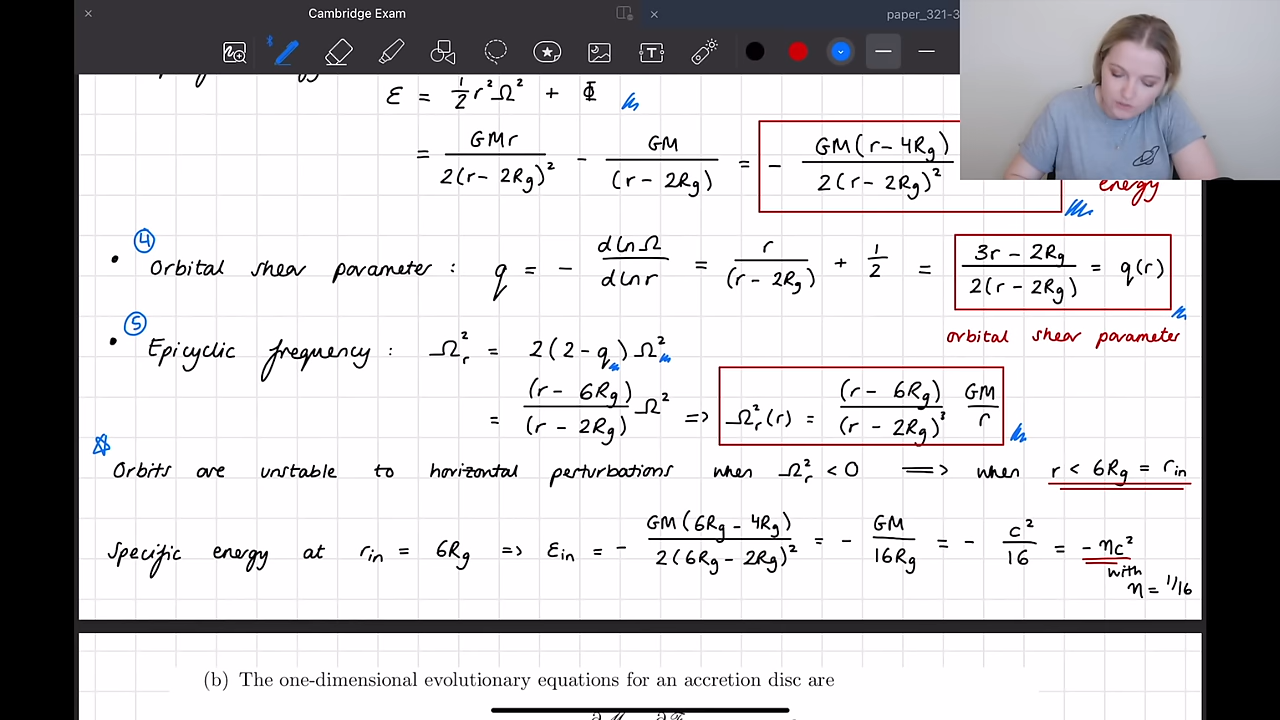 Cambridge Exam
paper_321-3
ε = 1/2 r²Ω² + Φ
= GMr / 2(r - 2Rg)² - GM / (r - 2Rg) = - GM(r - 4Rg) / 2(r - 2Rg)²
energy
• ④ Orbital shear parameter : q = - dlnΩ / dlnr = r / (r - 2Rg) + 1/2 = 3r - 2Rg / 2(r - 2Rg) = q(r)
orbital shear parameter
• ⑤ Epicyclic frequency : Ωr² = 2(2-q)Ω²
= (r - 6Rg) / (r - 2Rg) Ω² => Ωr²(r) = (r - 6Rg) / (r - 2Rg)³ GM / r
Orbits are unstable to horizontal perturbations when Ωr² < 0 => when r < 6Rg = rin
Specific energy at rin = 6Rg => εin = - GM(6Rg - 4Rg) / 2(6Rg - 2Rg)² = - GM / 16Rg = - c² / 16 = -ηc²
with
η = 1/16
(b) The one-dimensional evolutionary equations for an accretion disc are